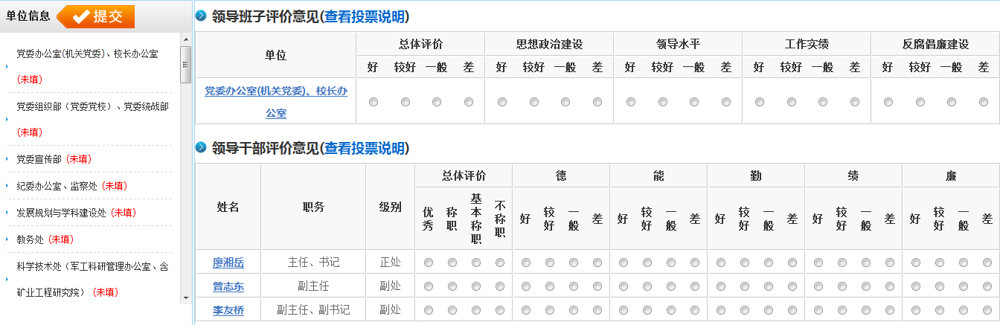 单位信息
提交
党委办公室(机关党委)、校长办公室
(未填)
党委组织部（党委党校）、党委统战部
(未填)
党委宣传部 (未填)
纪委办公室、监察处 (未填)
发展规划与学科建设处 (未填)
教务处 (未填)
科学技术处（军工科研管理办公室、含
矿业工程研究院） (未填)
领导班子评价意见(查看投票说明)
单位 总体评价 思想政治建设 领导水平 工作实绩 反腐倡廉建设
好 较好 一般 差 好 较好 一般 差 好 较好 一般 差 好 较好 一般 差 好 较好 一般 差
党委办公室(机关党委)、校长办
公室
领导干部评价意见(查看投票说明)
姓名 职务 级别 总体评价 德 能 勤 绩 廉
优秀 称职 基本称职 不称职 好 较好 一般 差 好 较好 一般 差 好 较好 一般 差 好 较好 一般 差 好 较好 一般 差
廖湘岳 主任、书记 正处
曾志东 副主任 副处
李友桥 副主任、副书记 副处